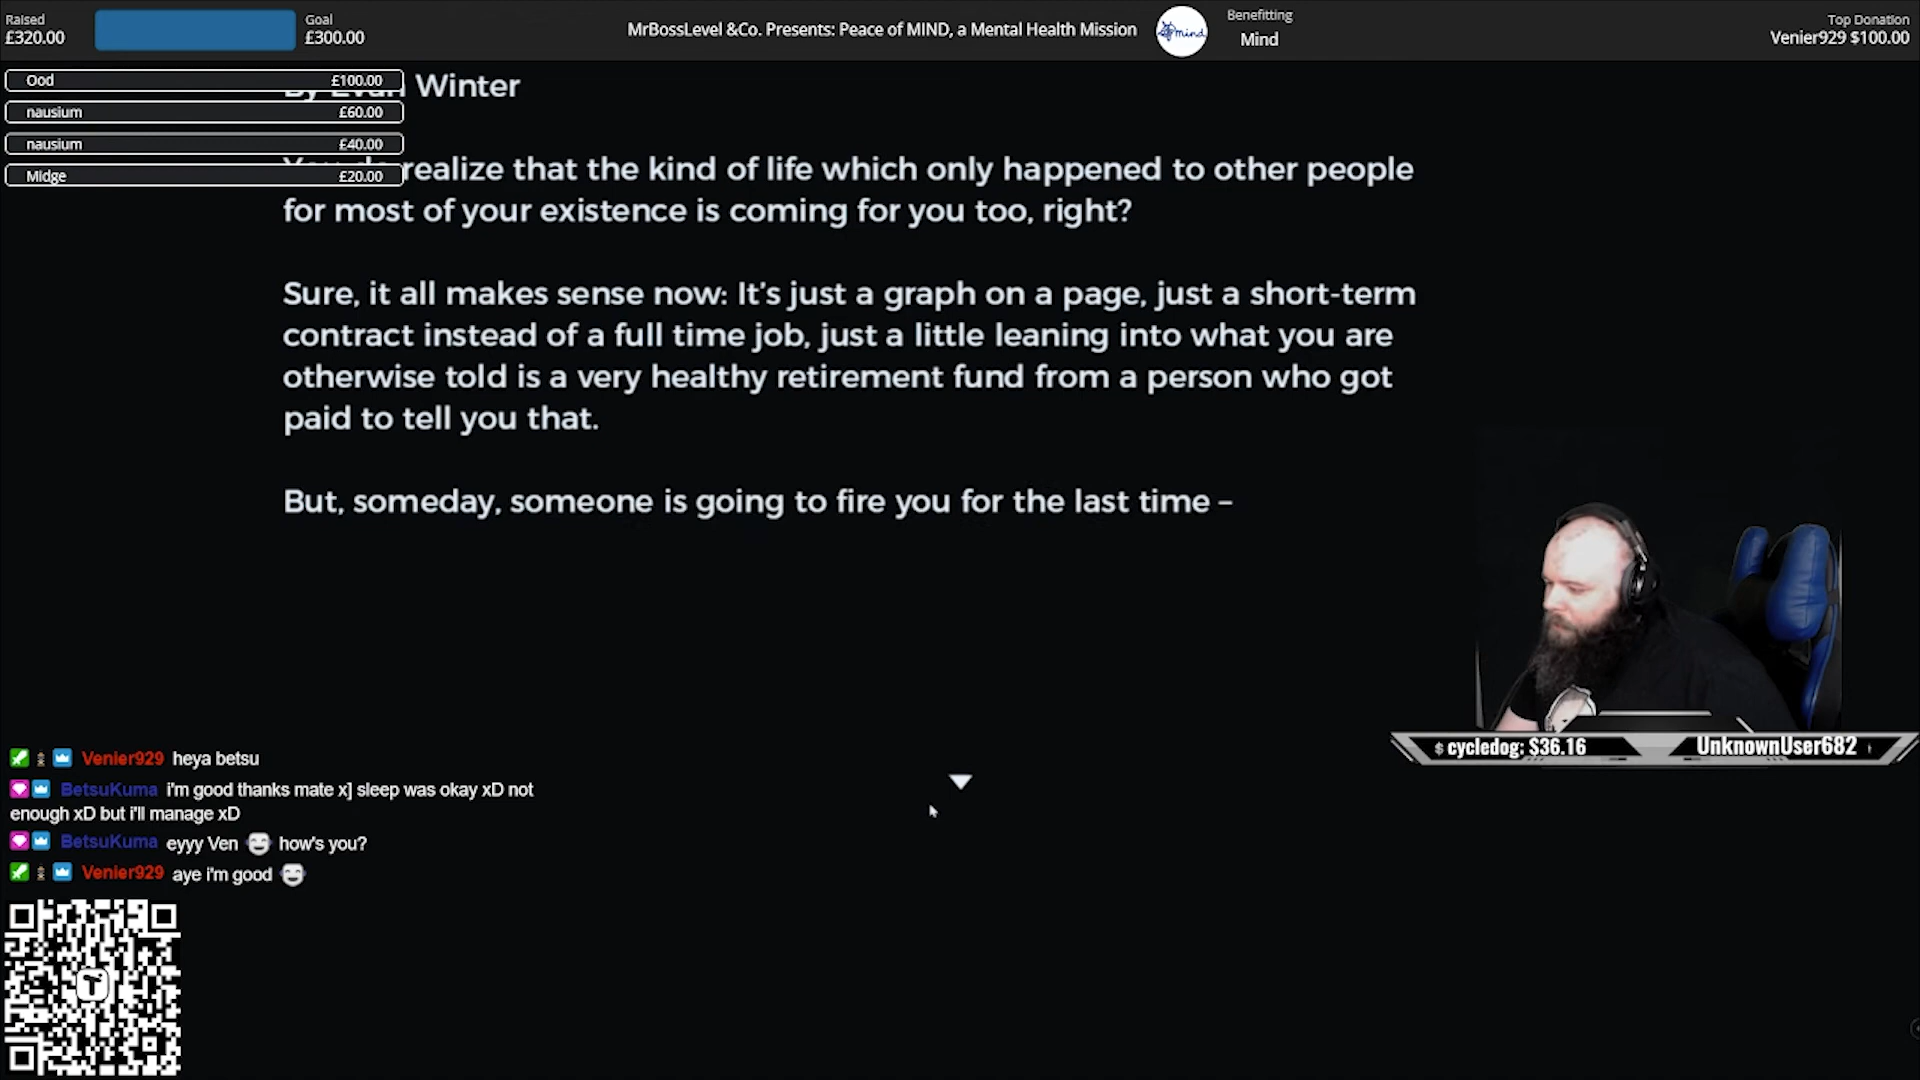 Raised
£320.00
Goal
£300.00
MrBossLevel &Co. Presents: Peace of MIND, a Mental Health Mission
mind
Benefitting
Mind
Top Donation
Venier929 $100.00
Ood £100.00
nausium £60.00
nausium £40.00
Midge £20.00
By Evan Winter
You do realize that the kind of life which only happened to other people
for most of your existence is coming for you too, right?
Sure, it all makes sense now: It's just a graph on a page, just a short-term
contract instead of a full time job, just a little leaning into what you are
otherwise told is a very healthy retirement fund from a person who got
paid to tell you that.
But, someday, someone is going to fire you for the last time –
$ cycledog: $36.16
UnknownUser682
Venier929 heya betsu
BetsuKuma i'm good thanks mate x] sleep was okay xD not
enough xD but i'll manage xD
BetsuKuma eyyy Ven how's you?
Venier929 aye i'm good